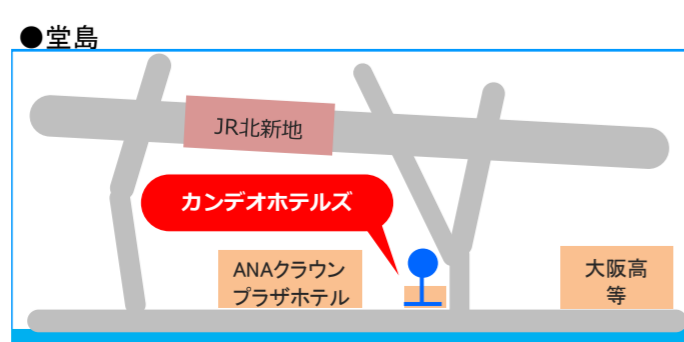 ●堂島
JR北新地
カンデオホテルズ
ANAクラウン
プラザホテル
大阪高
等